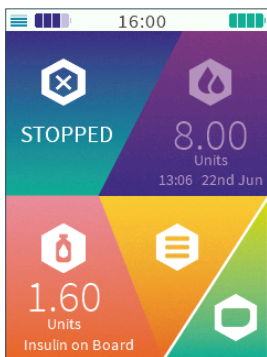 16:00
STOPPED
8.00
Units
13:06 22nd Jun
1.60
Units
Insulin on Board